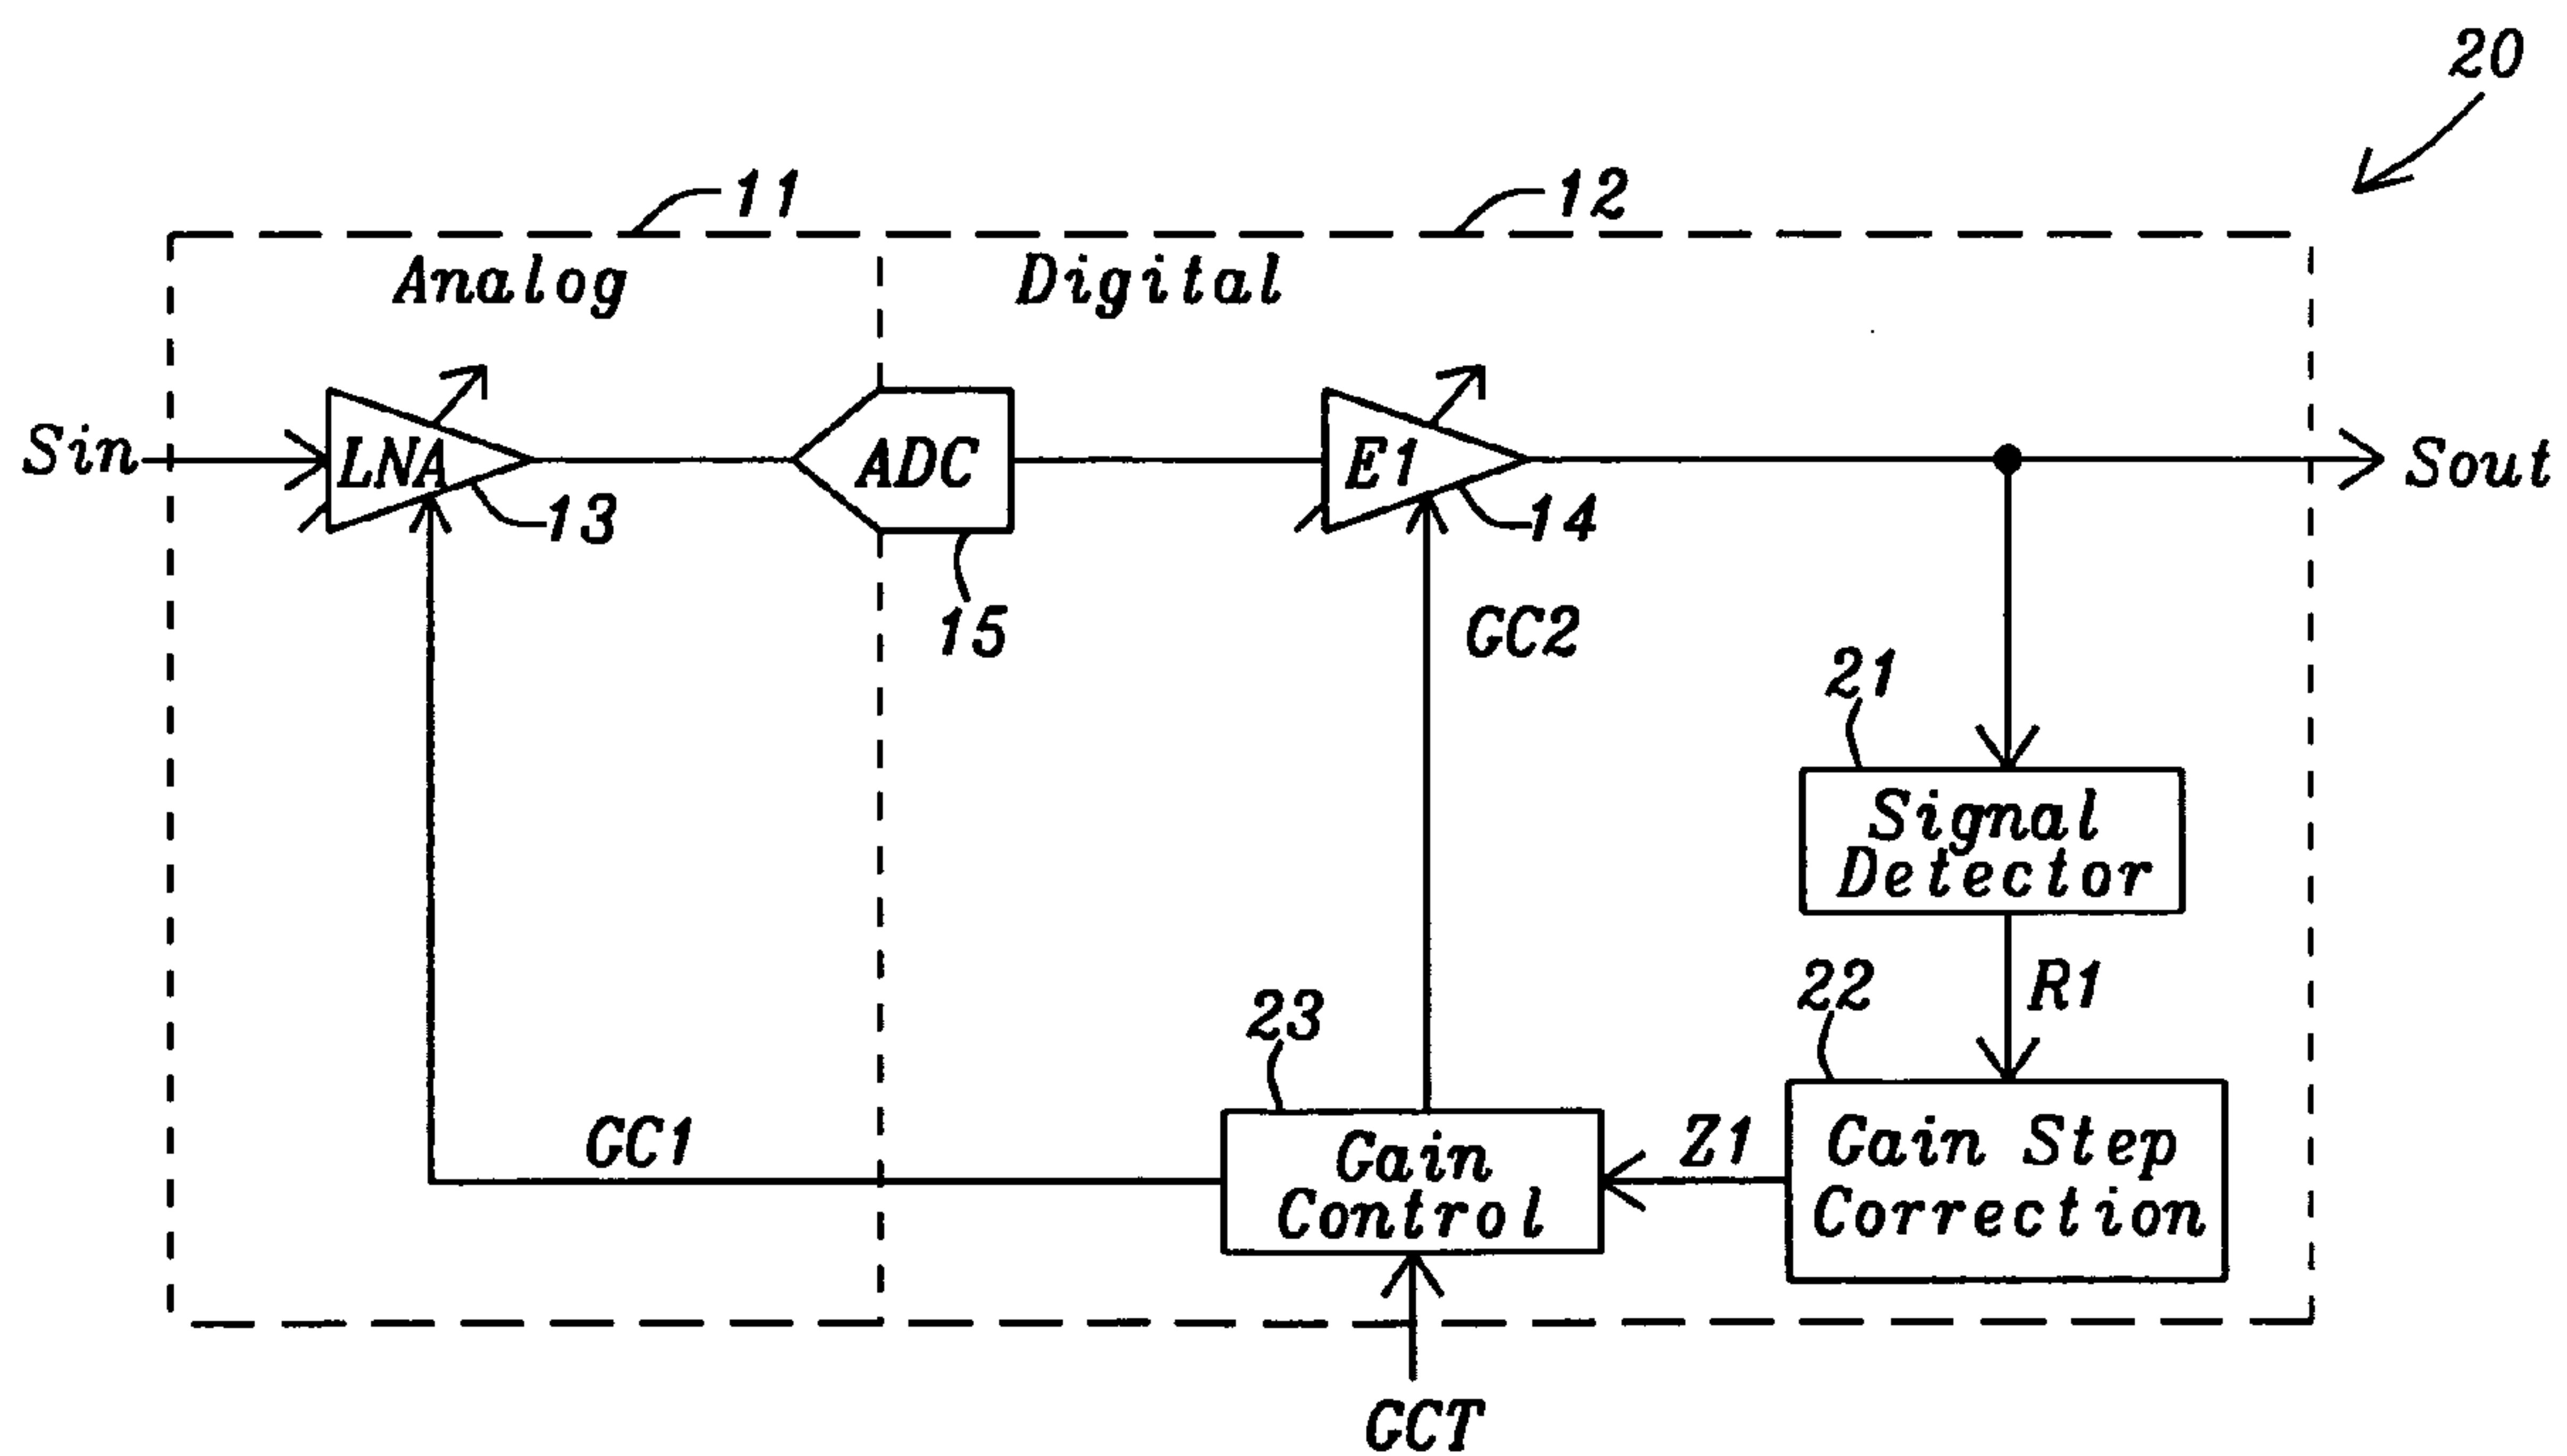 20
11
12
Analog
Digital
Sin
LNA
ADC
E1
Sout
13
14
15
GC2
21
Signal
Detector
R1
22
23
GC1
Gain
Control
Z1
Gain Step
Correction
GCT